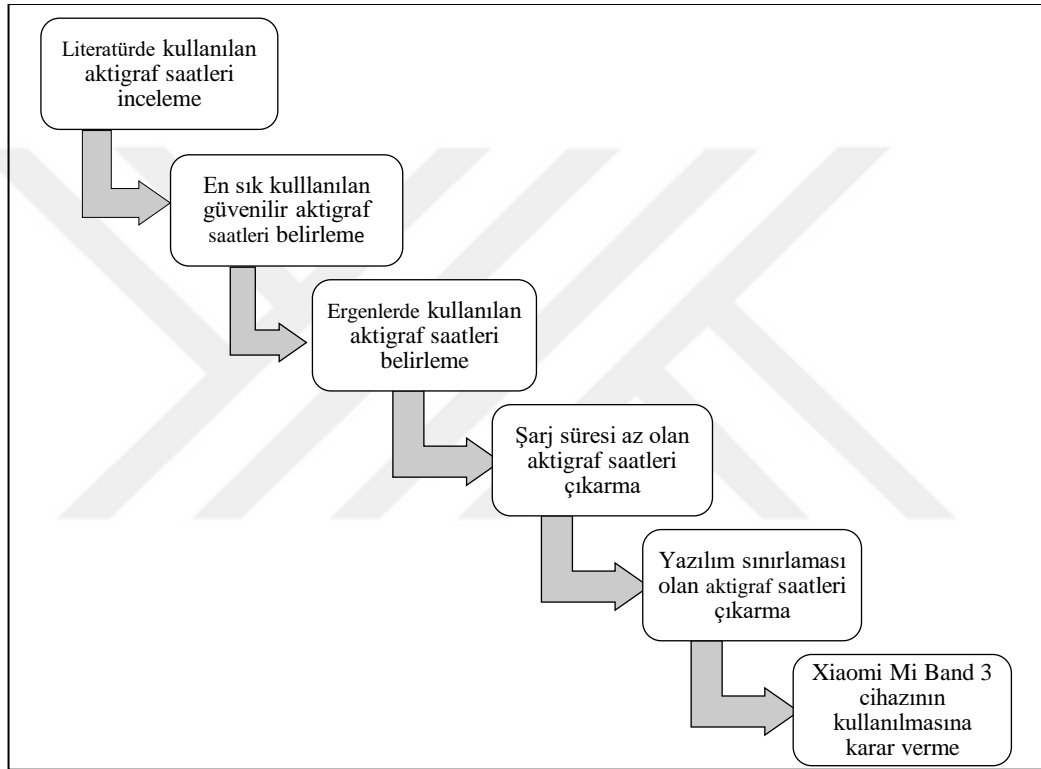 Literatürde kullanılan
aktigraf saatleri
inceleme
En sık kulllanılan
güvenilir aktigraf
saatleri belirleme
Ergenlerde kullanılan
aktigraf saatleri
belirleme
Şarj süresi az olan
aktigraf saatleri
çıkarma
Yazılım sınırlaması
olan aktigraf saatleri
çıkarma
Xiaomi Mi Band 3
cihazının
kullanılmasına
karar verme